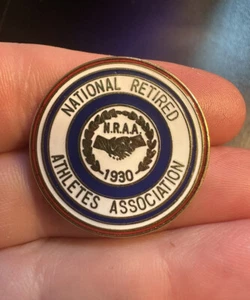 NATIONAL RETIRED
N.R.A.A.
1930
ATHLETES ASSOCIATION